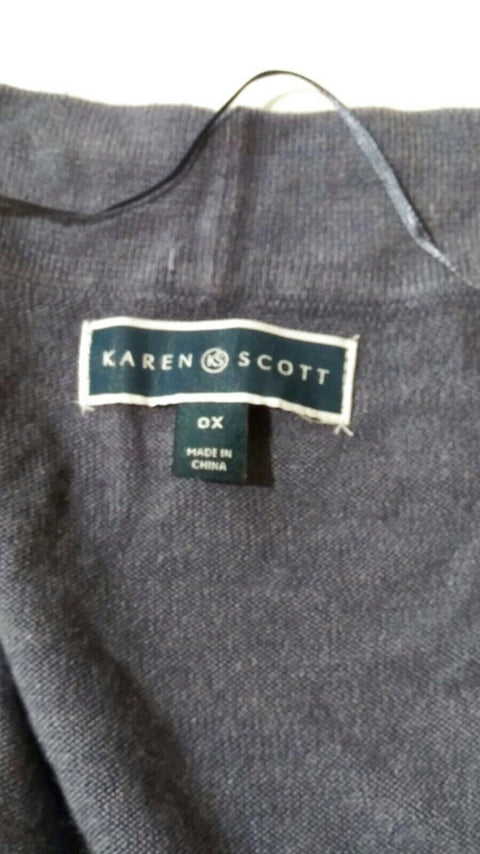 KAREN KS SCOTT
0X
MADE IN
CHINA